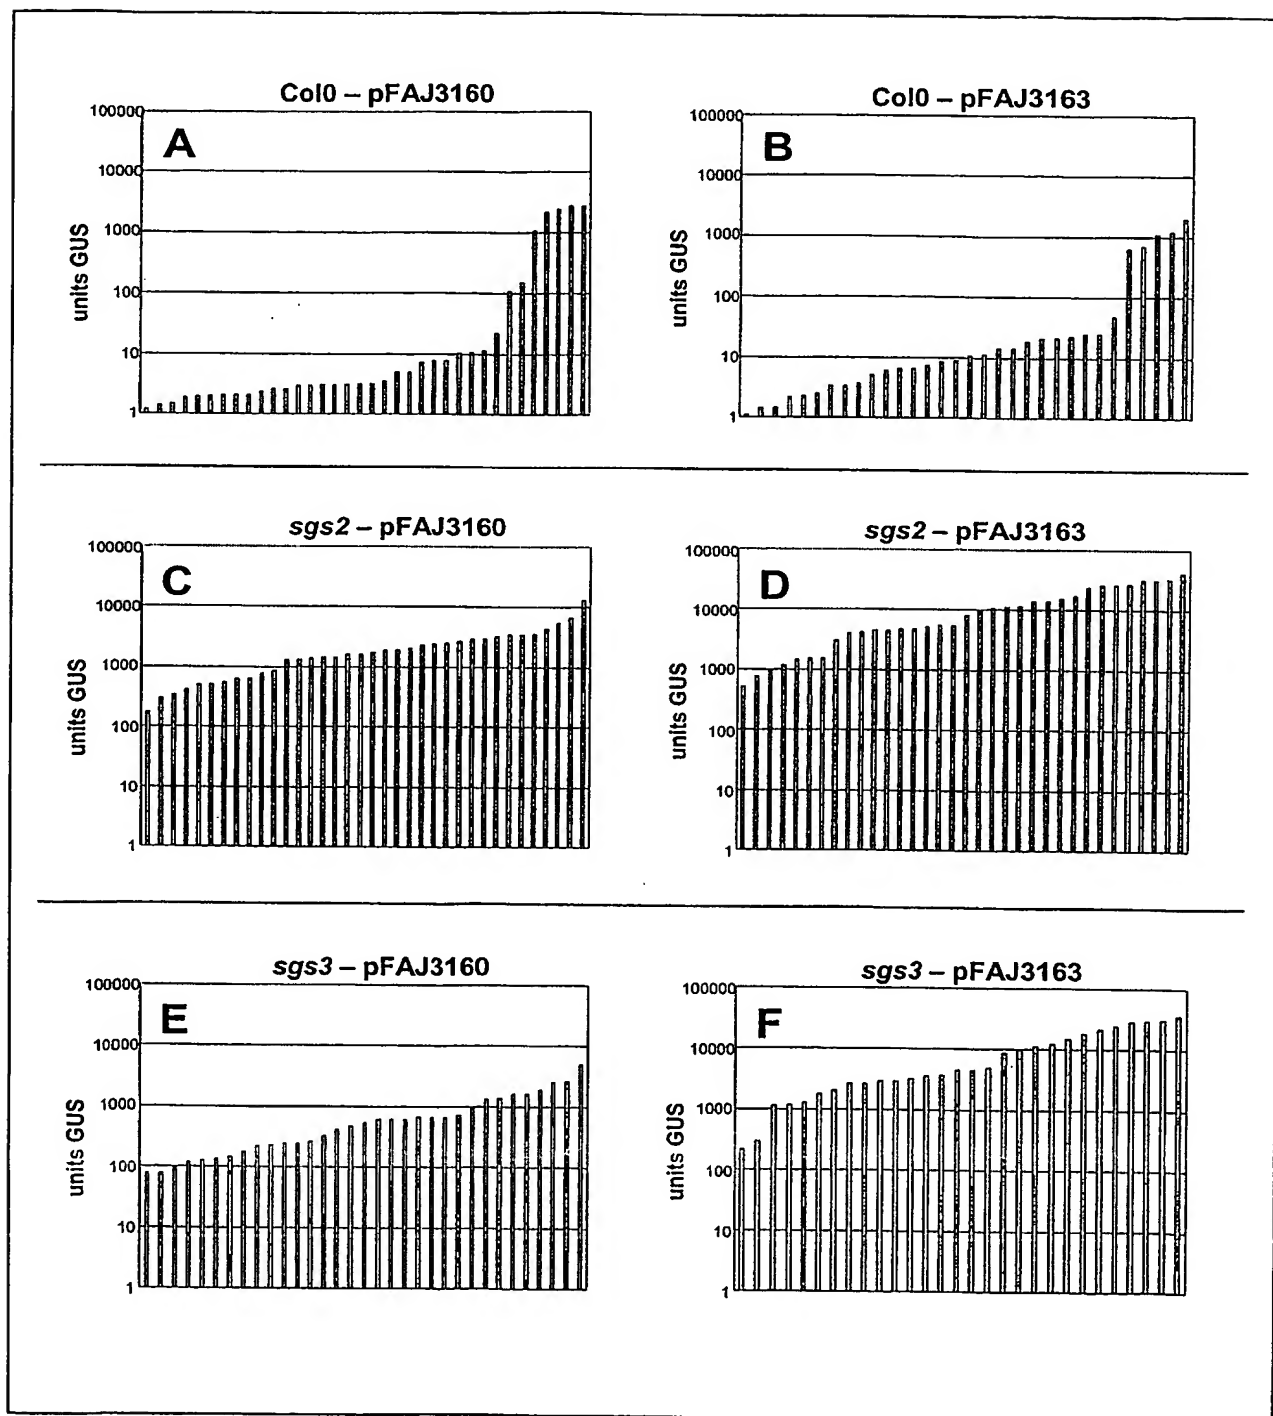 Col0 – pFAJ3160
A
100000
10000
1000
100
10
1
units GUS
Col0 – pFAJ3163
B
100000
10000
1000
100
10
1
units GUS
sgs2 – pFAJ3160
C
100000
10000
1000
100
10
1
units GUS
sgs2 – pFAJ3163
D
100000
10000
1000
100
10
1
units GUS
sgs3 – pFAJ3160
E
100000
10000
1000
100
10
1
units GUS
sgs3 – pFAJ3163
F
100000
10000
1000
100
10
1
units GUS